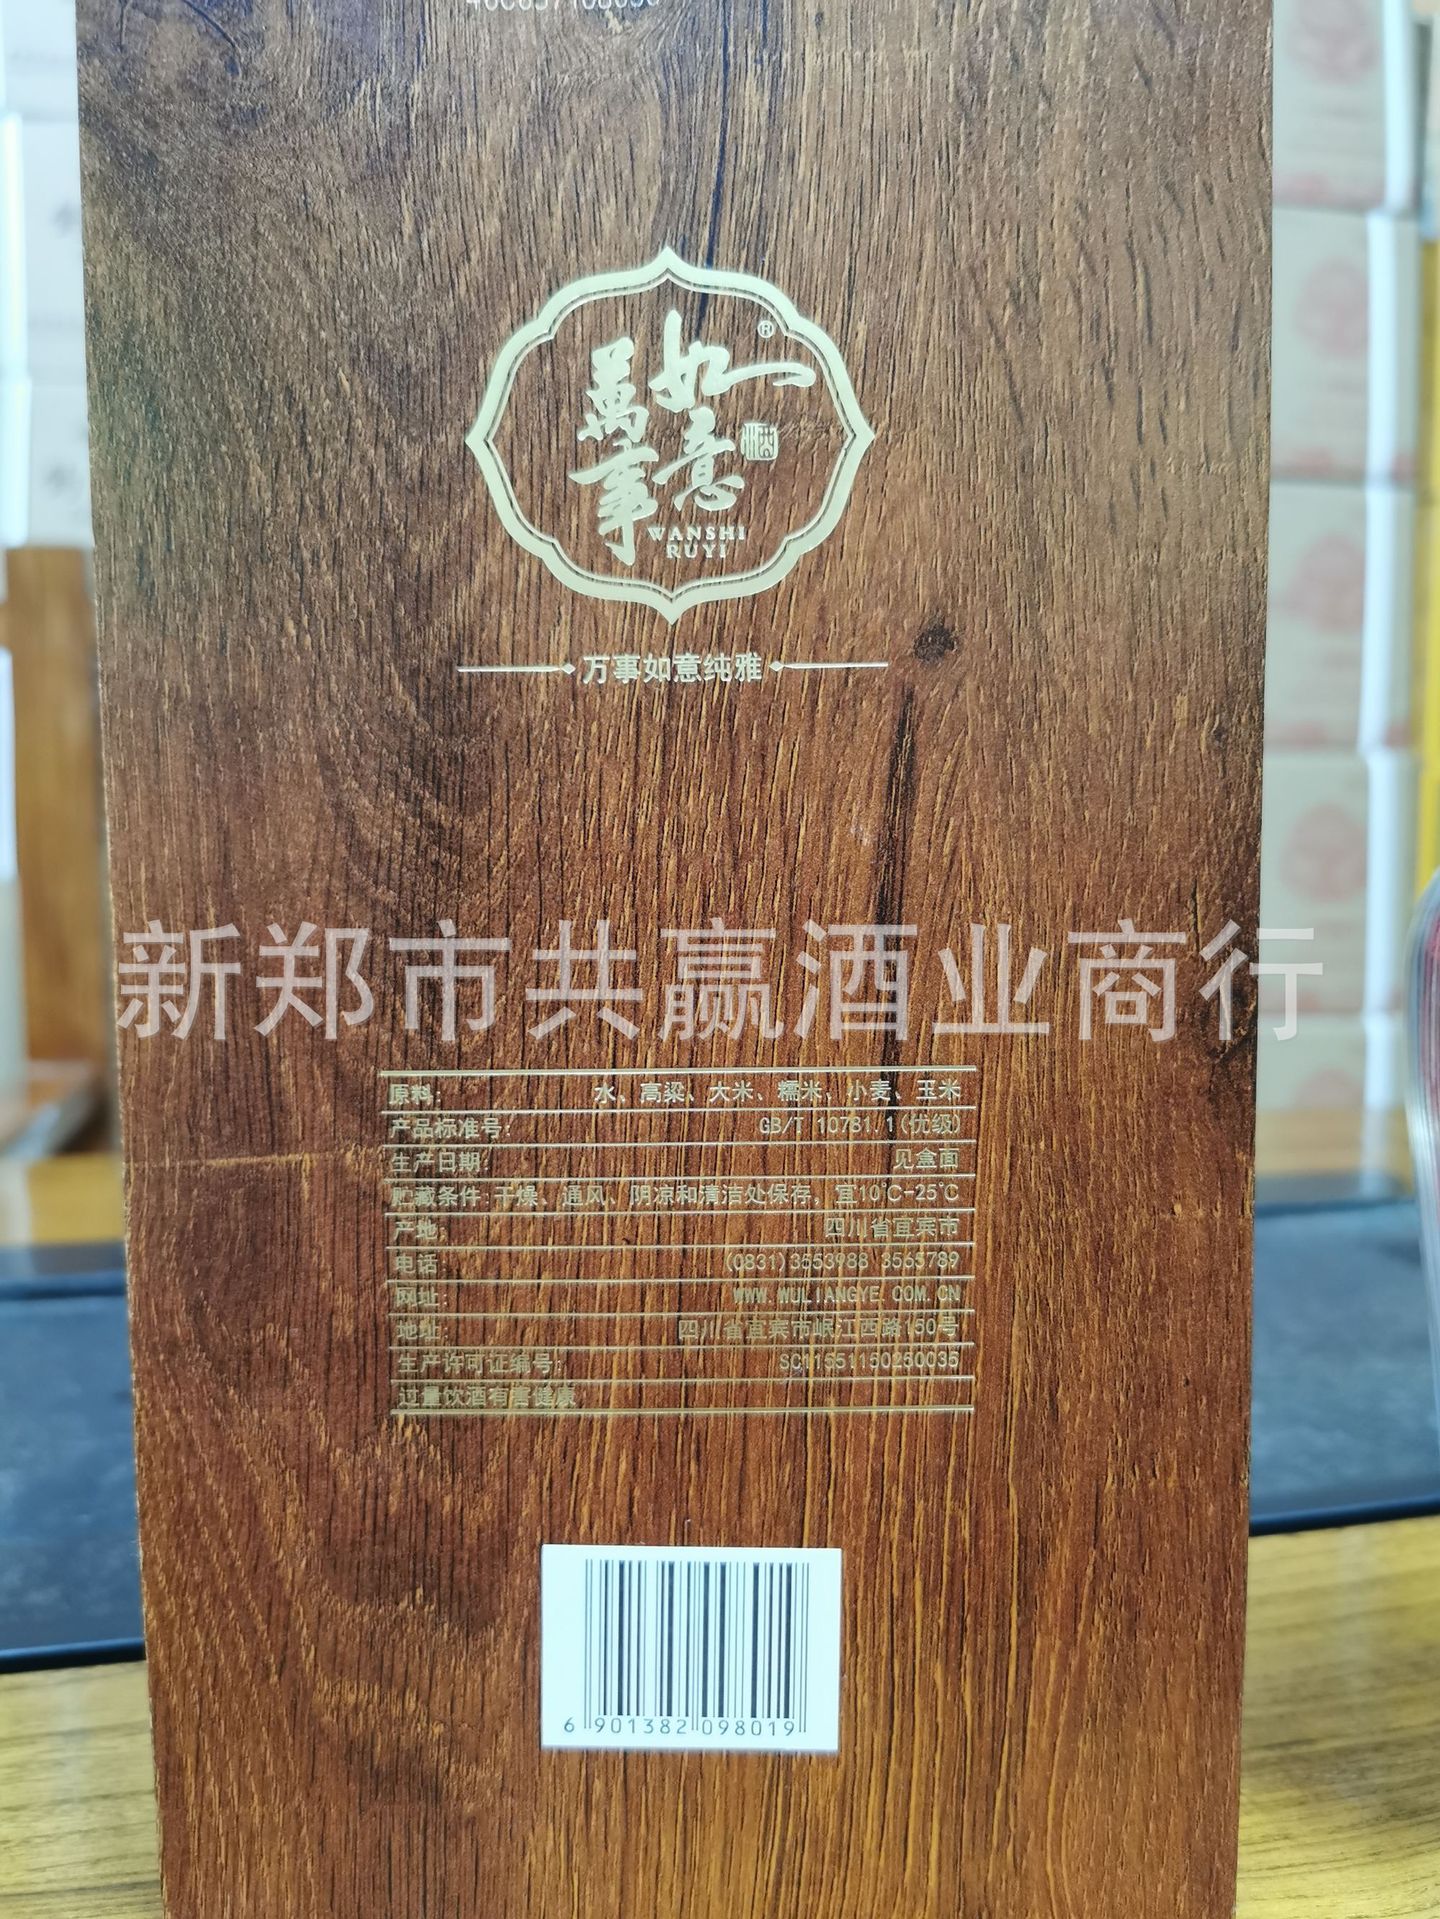 萬事
如意
酒
®
WANSHI
RUYI
万事如意纯雅
新郑市共赢酒业商行
原料: 水、高粱、大米、糯米、小麦、玉米
产品标准号: GB/T 10781.1(优级)
生产日期: 见盒面
贮藏条件:干燥、通风、阴凉和清洁处保存，宜10℃-25℃
产地: 四川省宜宾市
电话: (0831)3553988 3565789
网址: WWW.WULIANGYE.COM.CN
地址: 四川省宜宾市岷江西路150号
生产许可证编号: SC11551150250035
过量饮酒有害健康
6 901382 098019